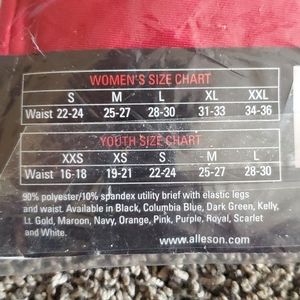 WOMEN'S SIZE CHART
S M L XL XXL
Waist 22-24 25-27 28-30 31-33 34-36
YOUTH SIZE CHART
XXS XS S M L
Waist 16-18 19-21 22-24 25-27 28-30
90% polyester/10% spandex utility brief with elastic legs
and waist. Available in Black, Columbia Blue, Dark Green, Kelly,
Lt. Gold, Maroon, Navy, Orange, Pink, Purple, Royal, Scarlet
and White.
www.alleson.com